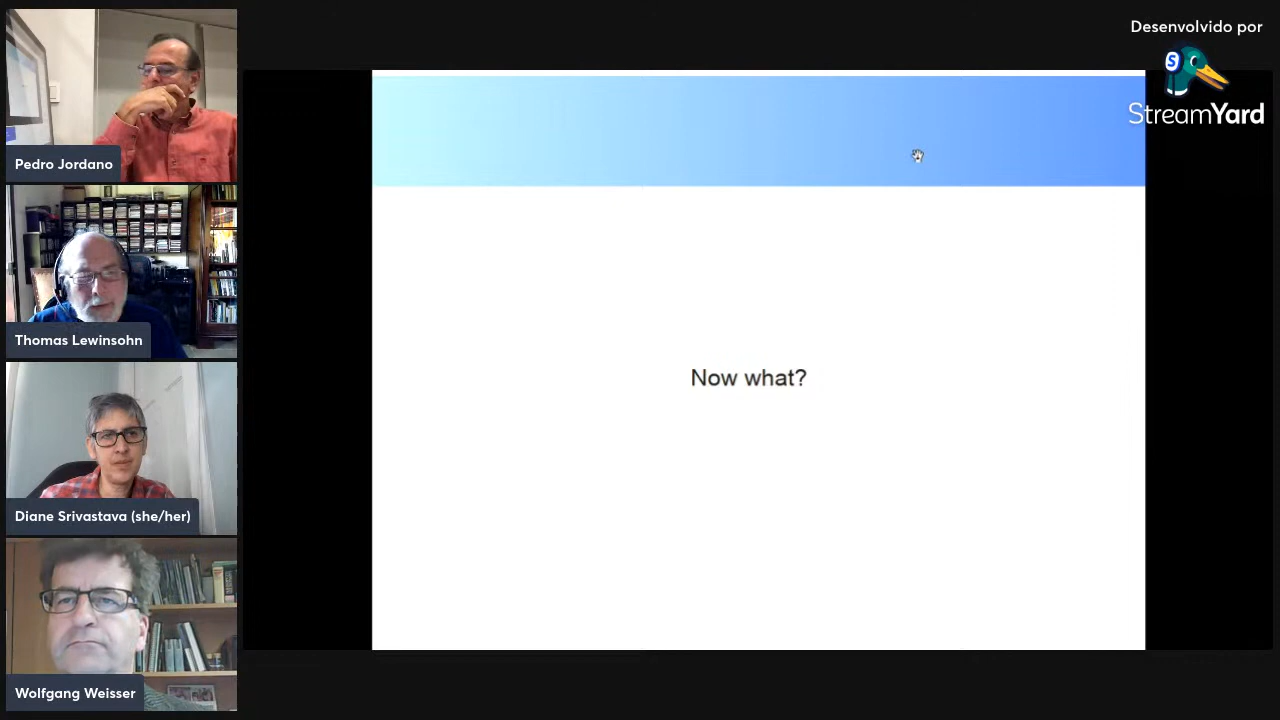 Desenvolvido por
S
StreamYard
Pedro Jordano
Thomas Lewinsohn
Diane Srivastava (she/her)
Wolfgang Weisser
Now what?